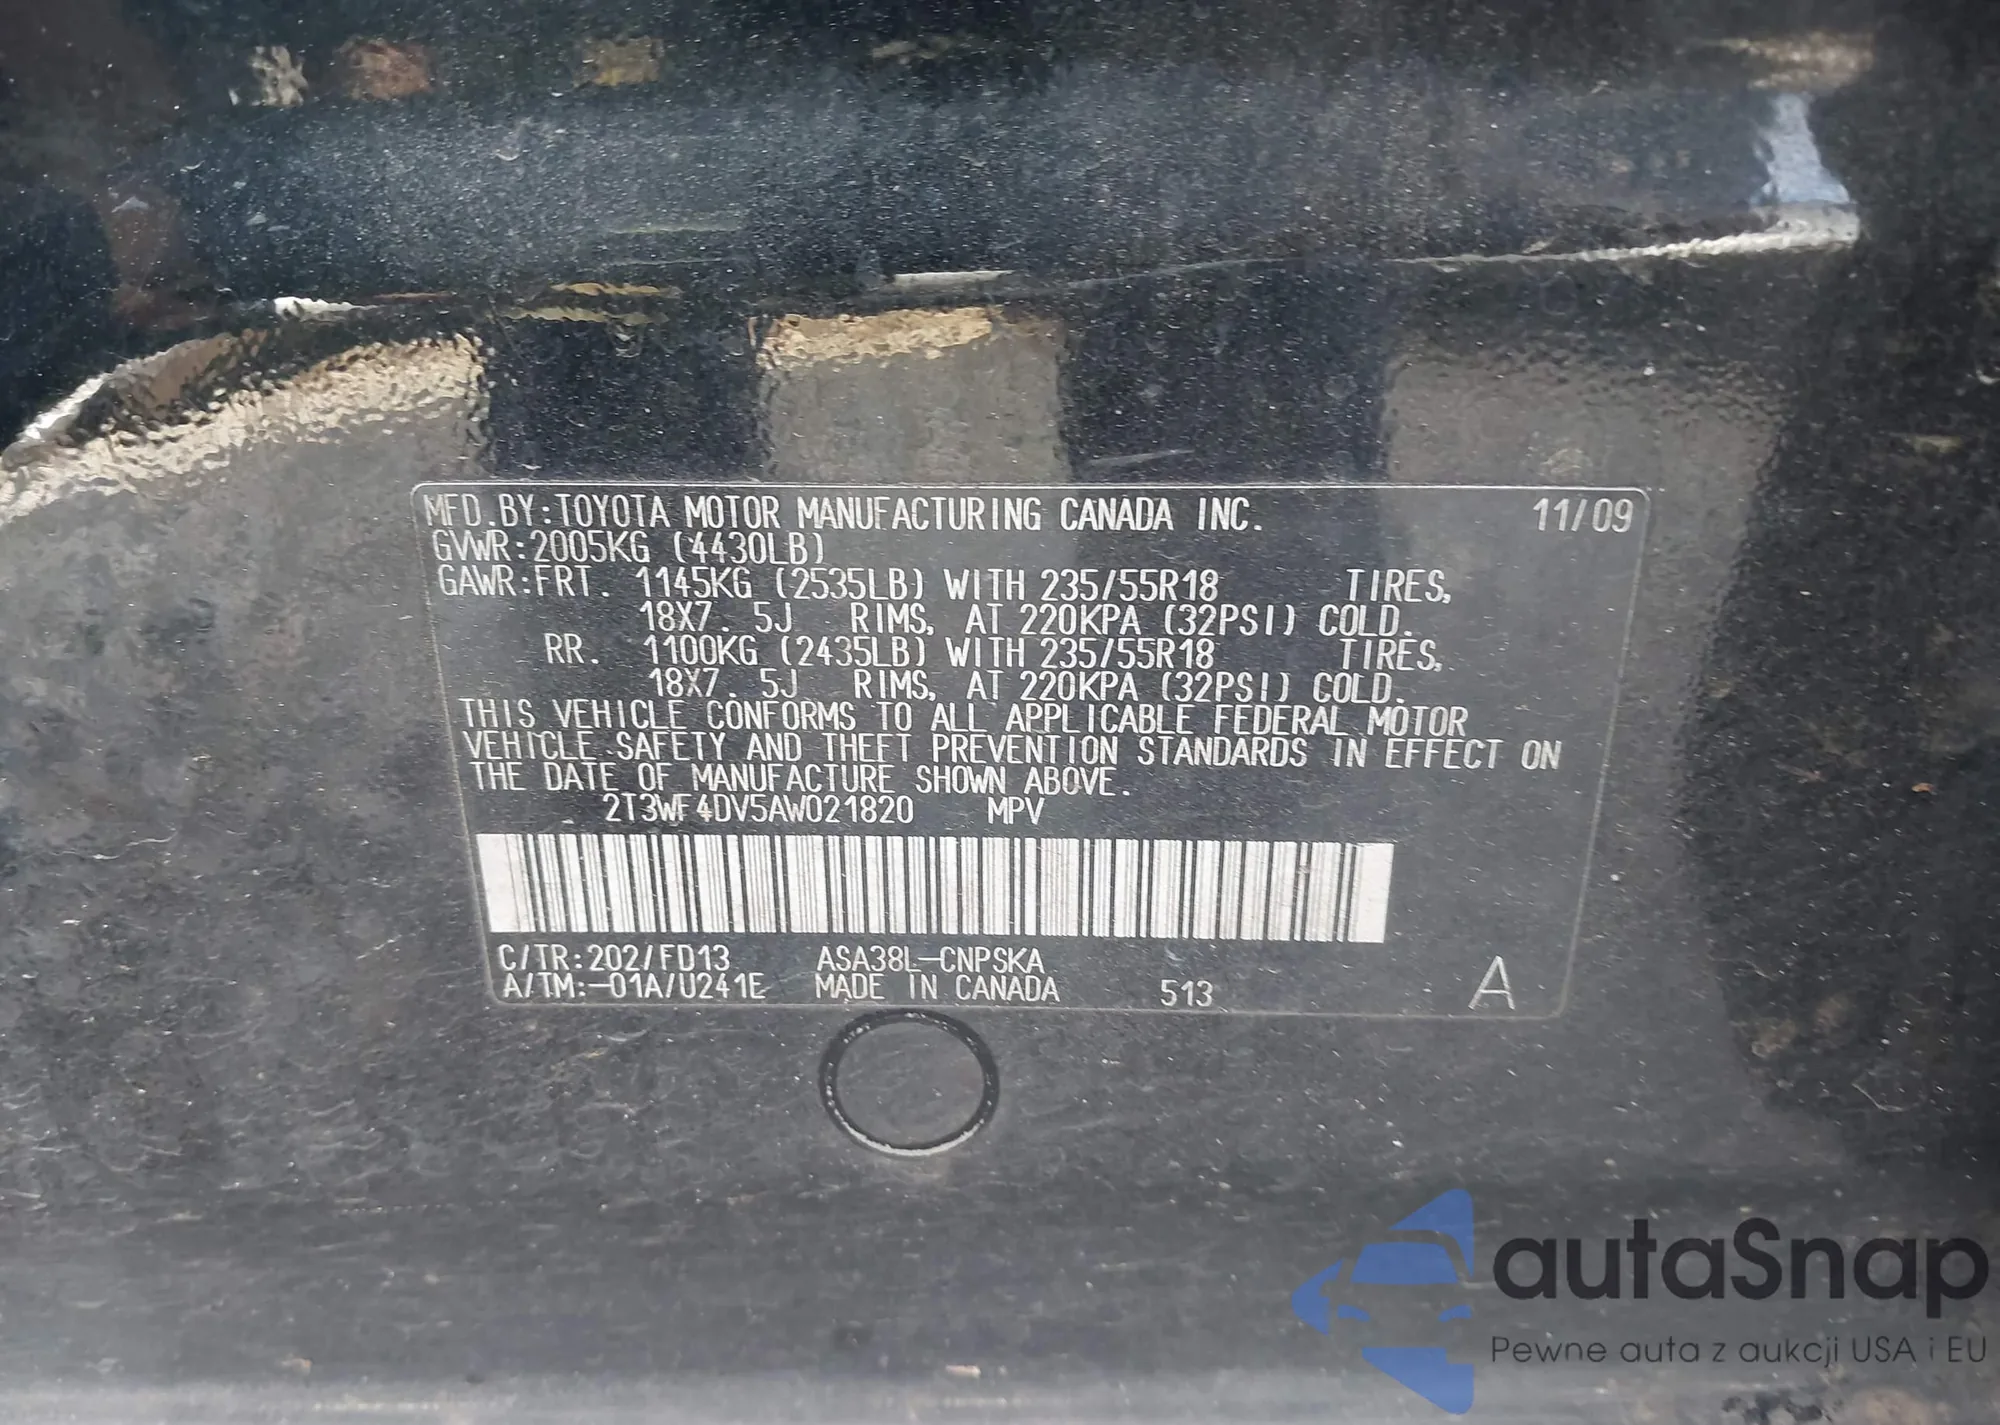 MFD.BY:TOYOTA MOTOR MANUFACTURING CANADA INC. 11/09
GVWR:2005KG (4430LB)
GAWR:FRT. 1145KG (2535LB) WITH 235/55R18 TIRES,
18X7. 5J RIMS, AT 220KPA (32PSI) COLD.
RR. 1100KG (2435LB) WITH 235/55R18 TIRES,
18X7. 5J RIMS, AT 220KPA (32PSI) COLD.
THIS VEHICLE CONFORMS TO ALL APPLICABLE FEDERAL MOTOR
VEHICLE SAFETY AND THEFT PREVENTION STANDARDS IN EFFECT ON
THE DATE OF MANUFACTURE SHOWN ABOVE.
2T3WF4DV5AW021820 MPV
C/TR:202/FD13 ASA38L-CNPSKA
A/TM:-01A/U241E MADE IN CANADA 513 A
autaSnap
Pewne auta z aukcji USA i EU